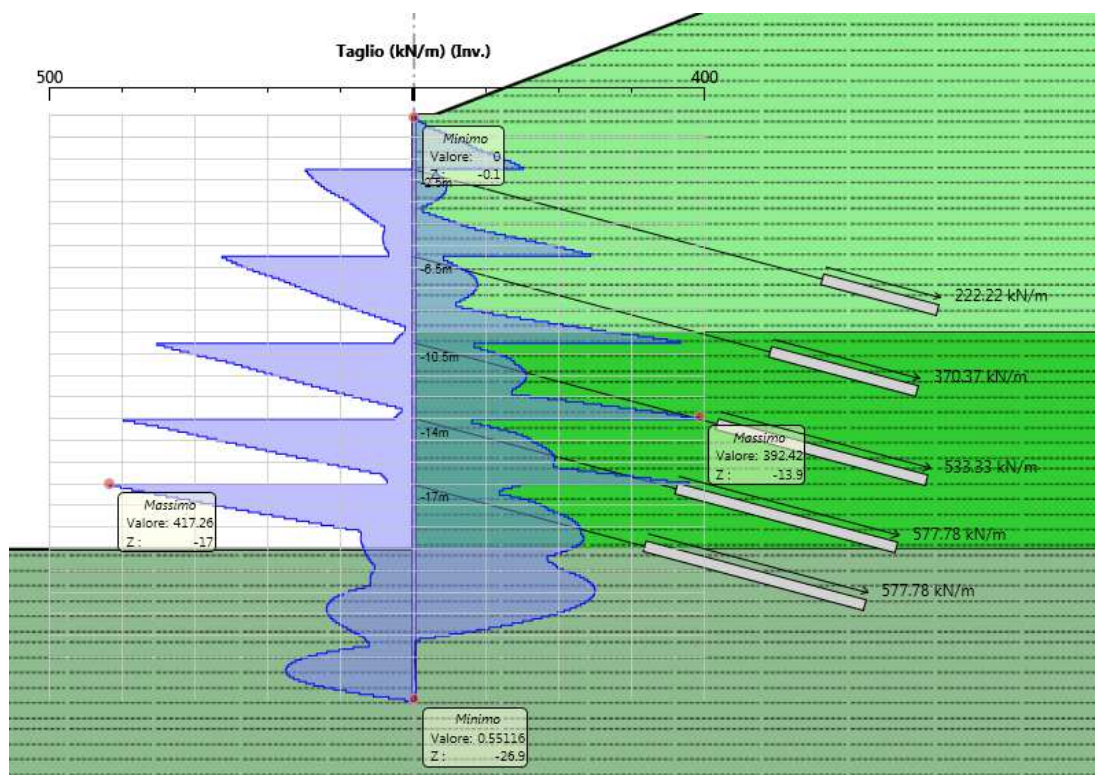 Taglio (kN/m) (Inv.)
500
400
Minimo
Valore: 0
Z : -0.1
-2.5m
-6.5m
222.22 kN/m
-10.5m
370.37 kN/m
-14m
Massimo
Valore: 392.42
Z : -13.9
533.33 kN/m
-17m
Massimo
Valore: 417.26
Z : -17
577.78 kN/m
577.78 kN/m
Minimo
Valore: 0.55116
Z : -26.9